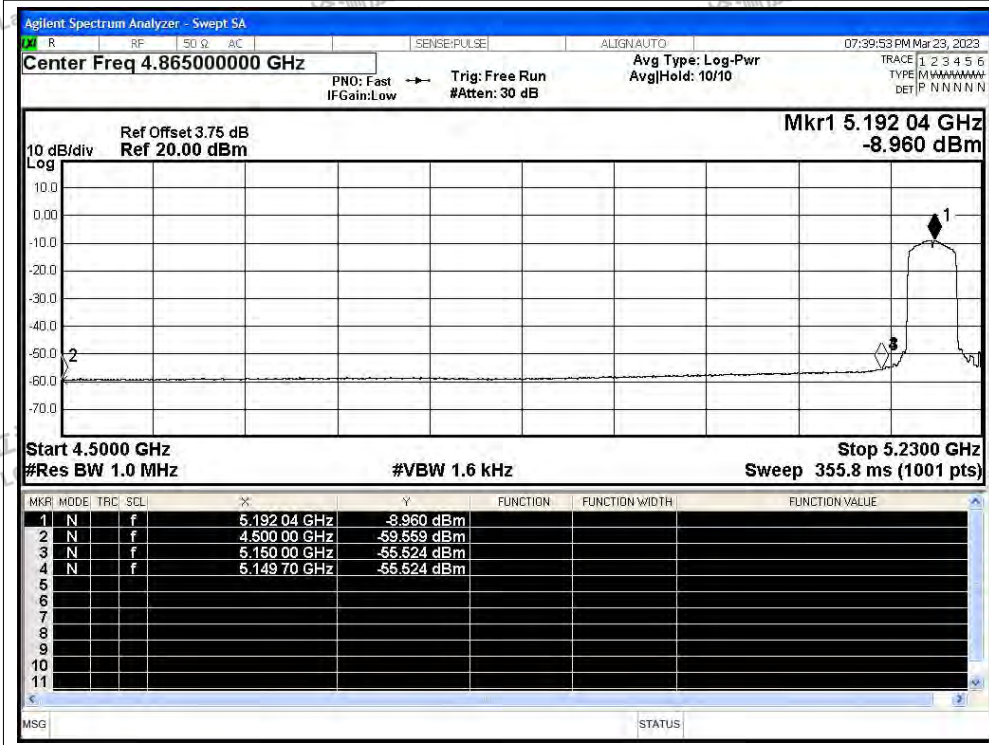 Agilent Spectrum Analyzer - Swept SA
LXI R RF 50 Ω AC SENSE:PULSE ALIGNAUTO 07:39:53 PM Mar 23, 2023
Center Freq 4.865000000 GHz Avg Type: Log-Pwr TRACE 1 2 3 4 5 6
PNO: Fast Trig: Free Run Avg|Hold: 10/10 TYPE MWWWWW
IFGain:Low #Atten: 30 dB DET P N N N N N
Mkr1 5.192 04 GHz
Ref Offset 3.75 dB
10 dB/div Ref 20.00 dBm -8.960 dBm
Log
10.0
0.00
1
-10.0
-20.0
-30.0
-40.0
-50.0
2
3
-60.0
-70.0
Start 4.5000 GHz Stop 5.2300 GHz
#Res BW 1.0 MHz #VBW 1.6 kHz Sweep 355.8 ms (1001 pts)
MKR MODE TRC SCL X Y FUNCTION FUNCTION WIDTH FUNCTION VALUE
1 N f 5.192 04 GHz -8.960 dBm
2 N f 4.500 00 GHz -59.559 dBm
3 N f 5.150 00 GHz -55.524 dBm
4 N f 5.149 70 GHz -55.524 dBm
5
6
7
8
9
10
11
MSG STATUS